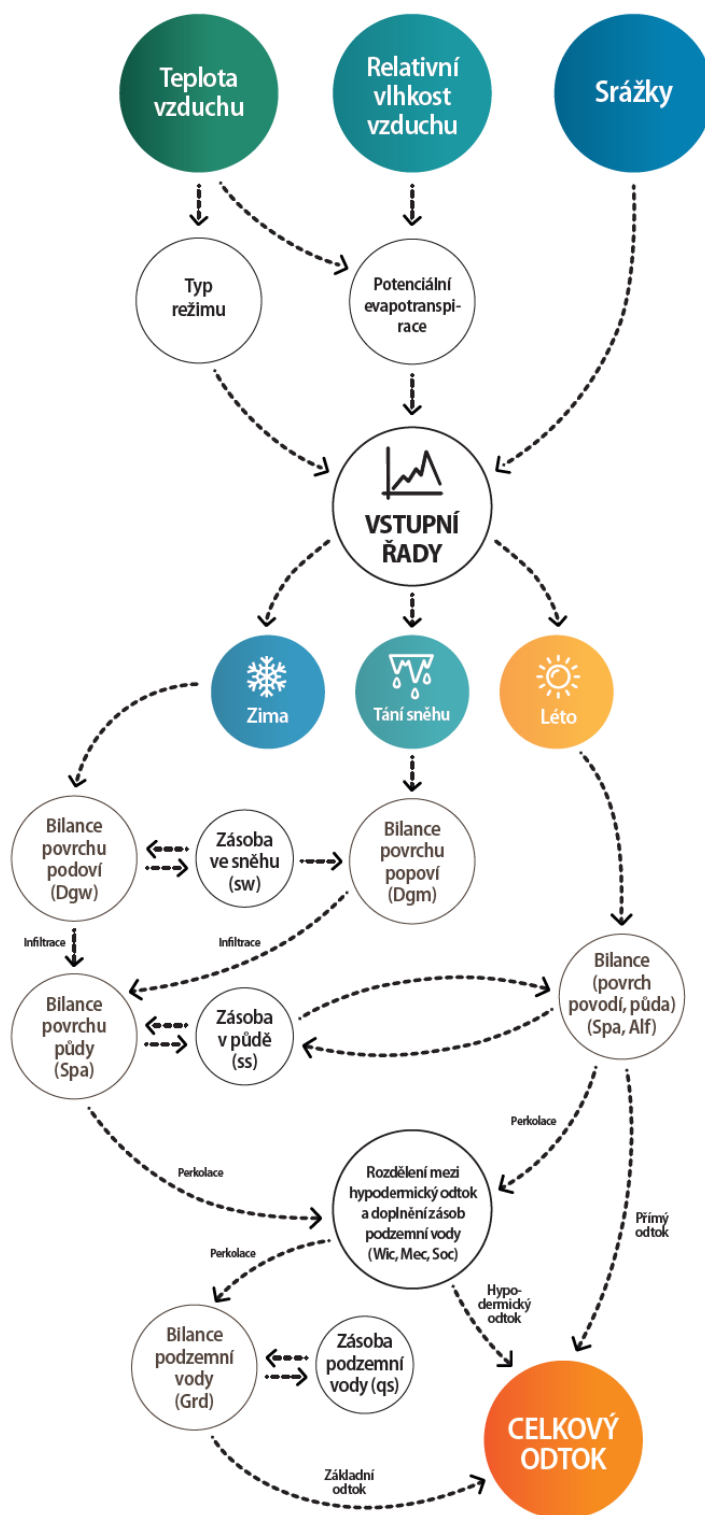 Teplota
vzduchu
Relativní
vlhkost
vzduchu
Srážky
Typ
režimu
Potenciální
evapotranspi-
race
VSTUPNÍ
ŘADY
Zima
Tání sněhu
Léto
Bilance
povrchu
podoví
(Dgw)
Zásoba
ve sněhu
(sw)
Bilance
povrchu
popoví
(Dgm)
Infiltrace
Infiltrace
Bilance
povrchu
půdy
(Spa)
Zásoba
v půdě
(ss)
Bilance
(povrch
povodí, půda)
(Spa, Alf)
Perkolace
Perkolace
Rozdělení mezi
hypodermický odtok
a doplnění zásob
podzemní vody
(Wic, Mec, Soc)
Přímý
odtok
Perkolace
Hypo-
dermický
odtok
Bilance
podzemní
vody
(Grd)
Zásoba
podzemní
vody (qs)
CELKOVÝ
ODTOK
Základní
odtok